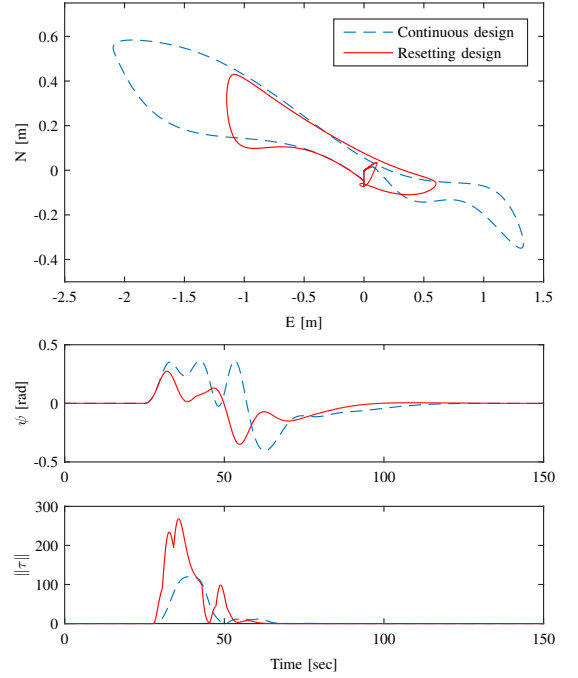 Continuous design
Resetting design
0.6
0.4
0.2
0
-0.2
-0.4
N [m]
-2.5 -2 -1.5 -1 -0.5 0 0.5 1 1.5
E [m]
0.5
0
-0.5
ψ [rad]
0 50 100 150
300
200
100
0
||τ||
0 50 100 150
Time [sec]